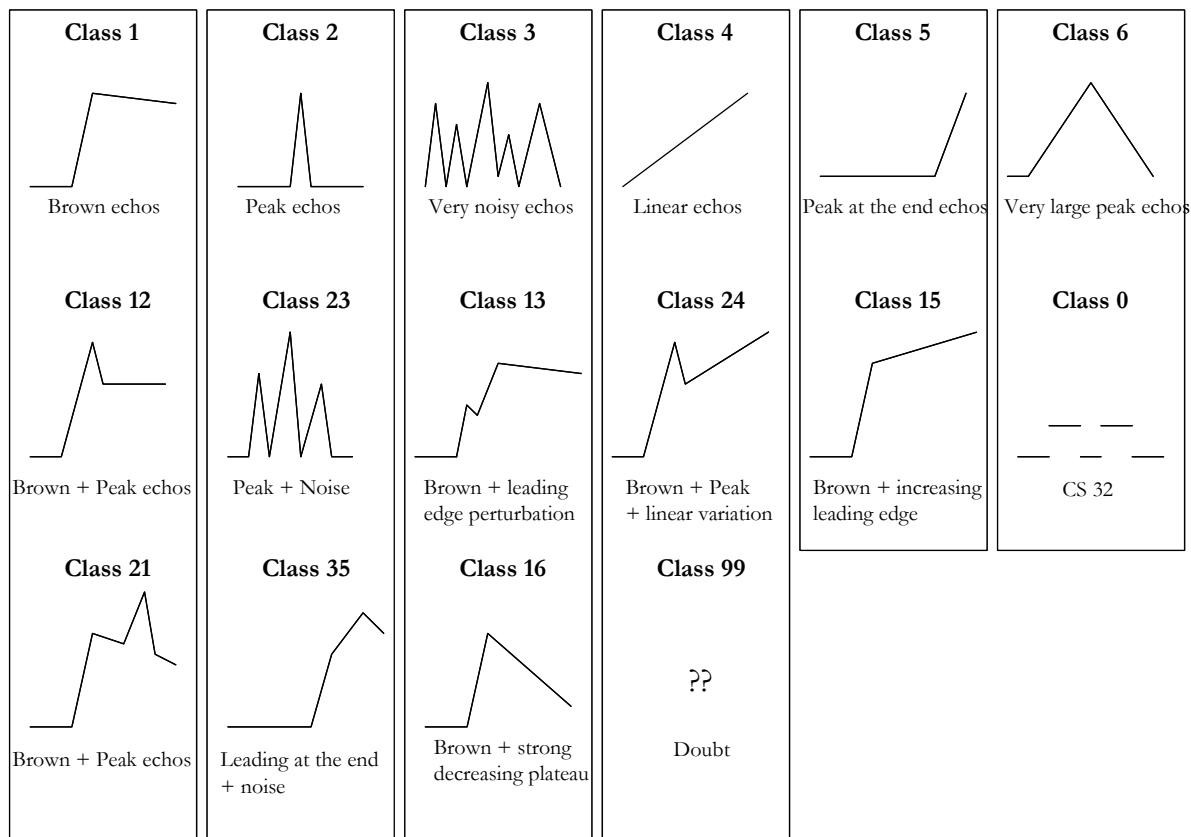 Class 1
Class 2
Class 3
Class 4
Class 5
Class 6
Brown echos
Peak echos
Very noisy echos
Linear echos
Peak at the end echos
Very large peak echos
Class 12
Class 23
Class 13
Class 24
Class 15
Class 0
Brown + Peak echos
Peak + Noise
Brown + leading
edge perturbation
Brown + Peak
+ linear variation
Brown + increasing
leading edge
CS 32
Class 21
Class 35
Class 16
Class 99
??
Brown + Peak echos
Leading at the end
+ noise
Brown + strong
decreasing plateau
Doubt